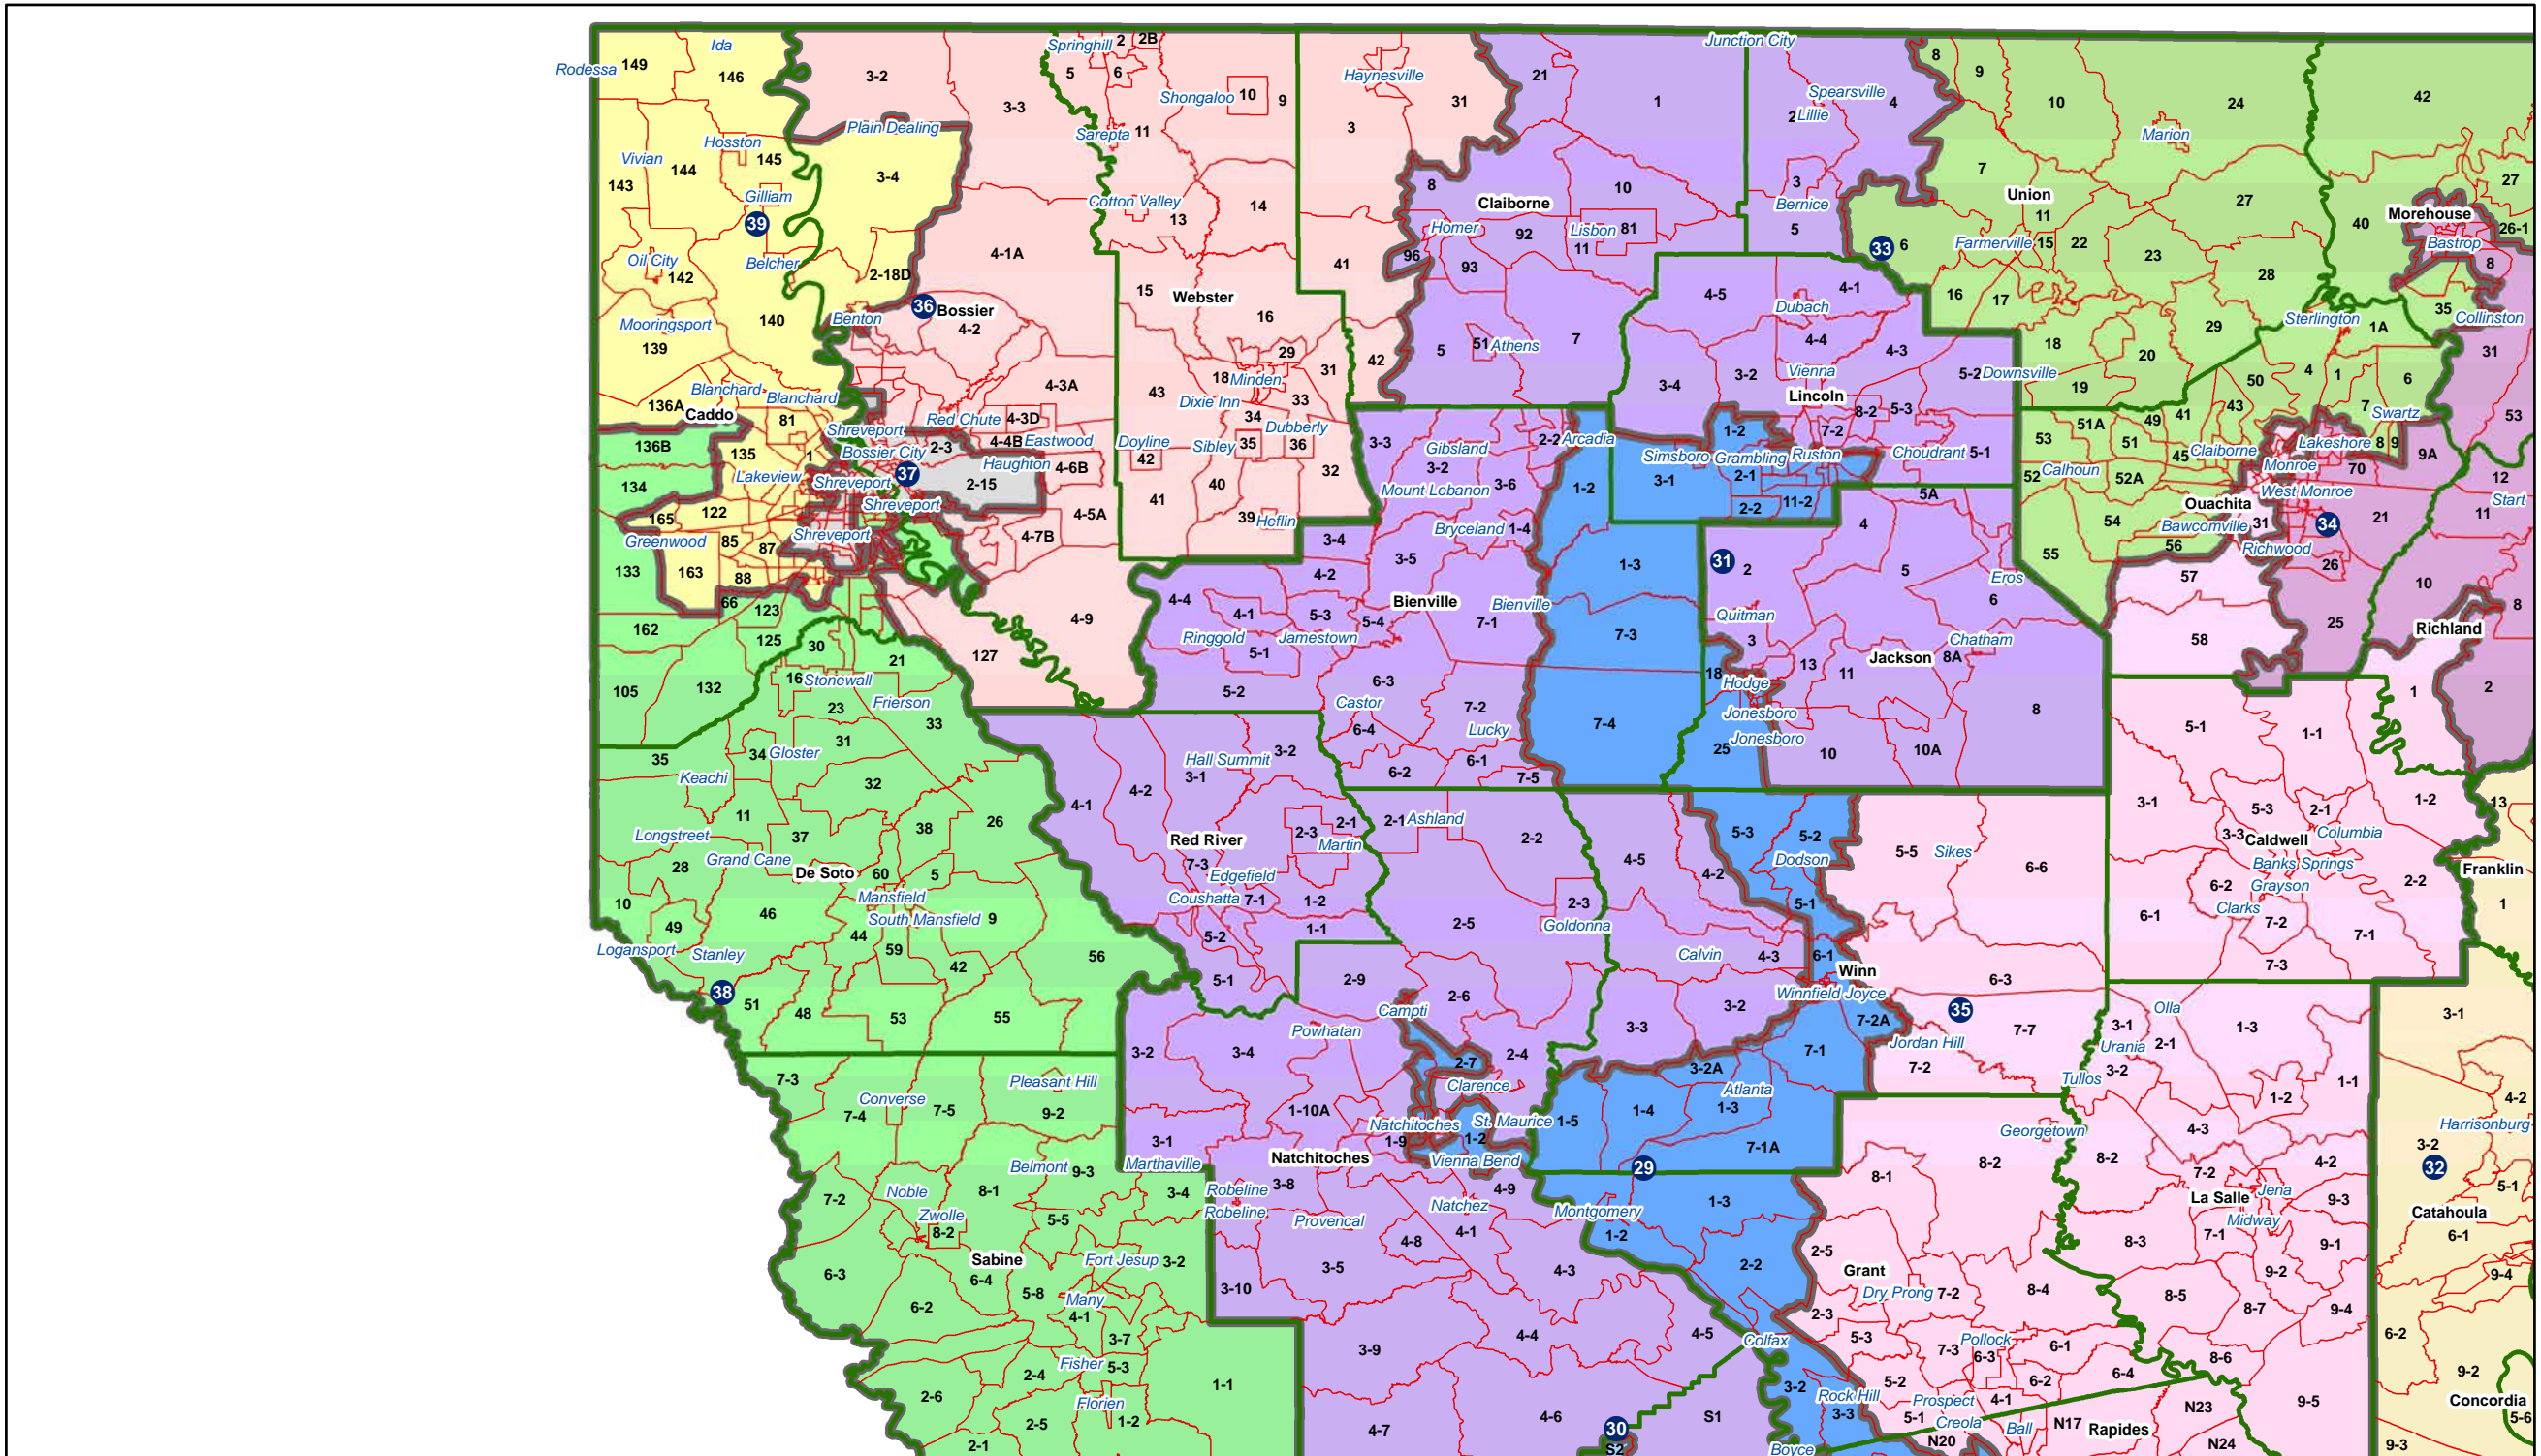 Ida
Rodessa
149
146
3-2
3-3
Springhill
2
2B
5
6
Shongaloo
10
9
Haynesville
31
21
Junction City
1
Spearsville
4
2
Lillie
8
9
10
24
42
Hosston
Plain Dealing
Sarepta
11
3
Marion
Vivian
144
145
143
3-4
7
27
27
Gilliam
39
Cotton Valley
13
14
8
Claiborne
10
3
Bernice
Union
11
Morehouse
40
26-1
Homer
92
Lisbon
81
11
5
33
6
Farmerville
15
22
23
Bastrop
8
Oil City
142
Belcher
2-18D
4-1A
41
96
93
28
15
Webster
16
4-5
4-1
Dubach
16
17
35
Collinston
Mooringsport
140
Benton
36
Bossier
4-2
29
Sterlington
1A
139
29
5
51
Athens
7
4-4
4-3
18
20
31
4-3A
43
18
Minden
31
42
3-4
3-2
Vienna
5-2
Downsville
19
50
4
1
6
Blanchard
Blanchard
136A
Caddo
81
Dixie Inn
33
34
Lincoln
8-2
5-3
43
7
Swartz
53
Red Chute
4-3D
Dubberly
41
49
51A
136B
135
1
Shreveport
Bossier City
2-3
4-4B
Eastwood
Doyline
42
Sibley
35
36
3-3
Gibsland
2-2
Arcadia
1-2
7-2
53
51
Lakeshore
8
9
9A
Lakeview
37
Haughton
4-6B
32
3-2
Simsboro
Grambling
Ruston
Choudrant
5-1
45
Claiborne
Monroe
70
134
Shreveport
2-15
40
Mount Lebanon
3-6
1-2
3-1
2-1
52
Calhoun
52A
West Monroe
12
Start
165
122
Shreveport
41
4-5A
39
Heflin
2-2
11-2
5A
Ouachita
11
Greenwood
85
87
Shreveport
4-7B
3-4
Bryceland
1-4
4
54
Bawcomville
31
34
21
133
163
88
4-2
3-5
1-3
31
2
5
55
56
Richwood
26
Eros
57
10
66
123
4-4
4-1
5-3
5-4
Bienville
Bienville
6
8
162
125
30
4-9
Ringgold
Jamestown
5-1
7-1
7-3
Quitman
3
Chatham
58
25
Richland
127
21
13
11
Jackson
8A
105
132
16
Stonewall
5-2
6-3
18
Hodge
1
2
Frierson
23
33
Castor
7-2
7-4
Jonesboro
8
31
6-4
Lucky
Jonesboro
5-1
1-1
35
34
Gloster
3-2
Hall Summit
3-1
6-1
25
10
10A
Keachi
32
6-2
7-5
4-1
4-2
3-1
1-2
13
11
37
38
26
2-3
2-1
2-1
Ashland
2-2
5-3
5-2
5-3
2-1
Longstreet
Red River
Martin
3-3
Columbia
Caldwell
28
Grand Cane
De Soto
60
5
7-3
Edgefield
4-5
4-2
Dodson
5-5
Sikes
6-6
Banks Springs
Franklin
10
Mansfield
Coushatta
7-1
1-2
2-3
5-1
6-2
Grayson
2-2
1
49
46
South Mansfield
9
2-5
Goldonna
Clarks
7-2
6-1
44
5-2
1-1
7-1
Logansport
Stanley
59
42
56
Calvin
4-3
6-1
Winn
7-3
38
5-1
2-9
2-6
6-3
Winnfield
Joyce
51
48
53
55
Campti
3-2
35
Olla
3-1
Powhatan
3-3
7-2A
7-7
3-1
1-3
3-2
3-4
2-4
7-1
Jordan Hill
Urania
2-1
2-7
3-2A
7-2
3-2
7-3
Pleasant Hill
Clarence
Atlanta
Tullos
1-1
4-2
7-4
Converse
7-5
9-2
1-10A
1-4
1-3
1-2
Harrisonburg
Natchitoches
St. Maurice
1-5
Georgetown
4-3
3-1
1-9
1-2
7-1A
3-2
Marthaville
Natchitoches
Vienna Bend
29
8-2
8-2
4-2
32
Belmont
9-3
8-1
7-2
5-1
7-2
Noble
8-1
3-4
Robeline
3-8
4-9
1-3
La Salle
Jena
9-3
Zwolle
Robeline
Provencal
Natchez
Montgomery
Midway
Catahoula
8-2
5-5
4-8
4-1
1-2
8-3
7-1
9-1
6-1
6-3
Sabine
Fort Jesup
3-2
3-5
4-3
2-5
9-2
9-4
6-4
2-2
Grant
3-10
6-2
5-8
Many
4-1
Dry Prong
7-2
8-4
8-5
8-7
9-4
3-7
2-3
4-4
4-5
Colfax
5-3
7-3
Pollock
6-3
6-1
6-2
2-4
Fisher
5-3
3-9
8-6
6-4
9-2
2-6
1-1
3-2
Rock Hill
5-2
6-2
9-5
Florien
Prospect
4-1
Concordia
2-5
1-2
4-7
4-6
S1
3-3
5-1
Creola
Ball
N17
Rapides
N23
5-6
30
2-1
S2
Boyce
N20
N24
9-3